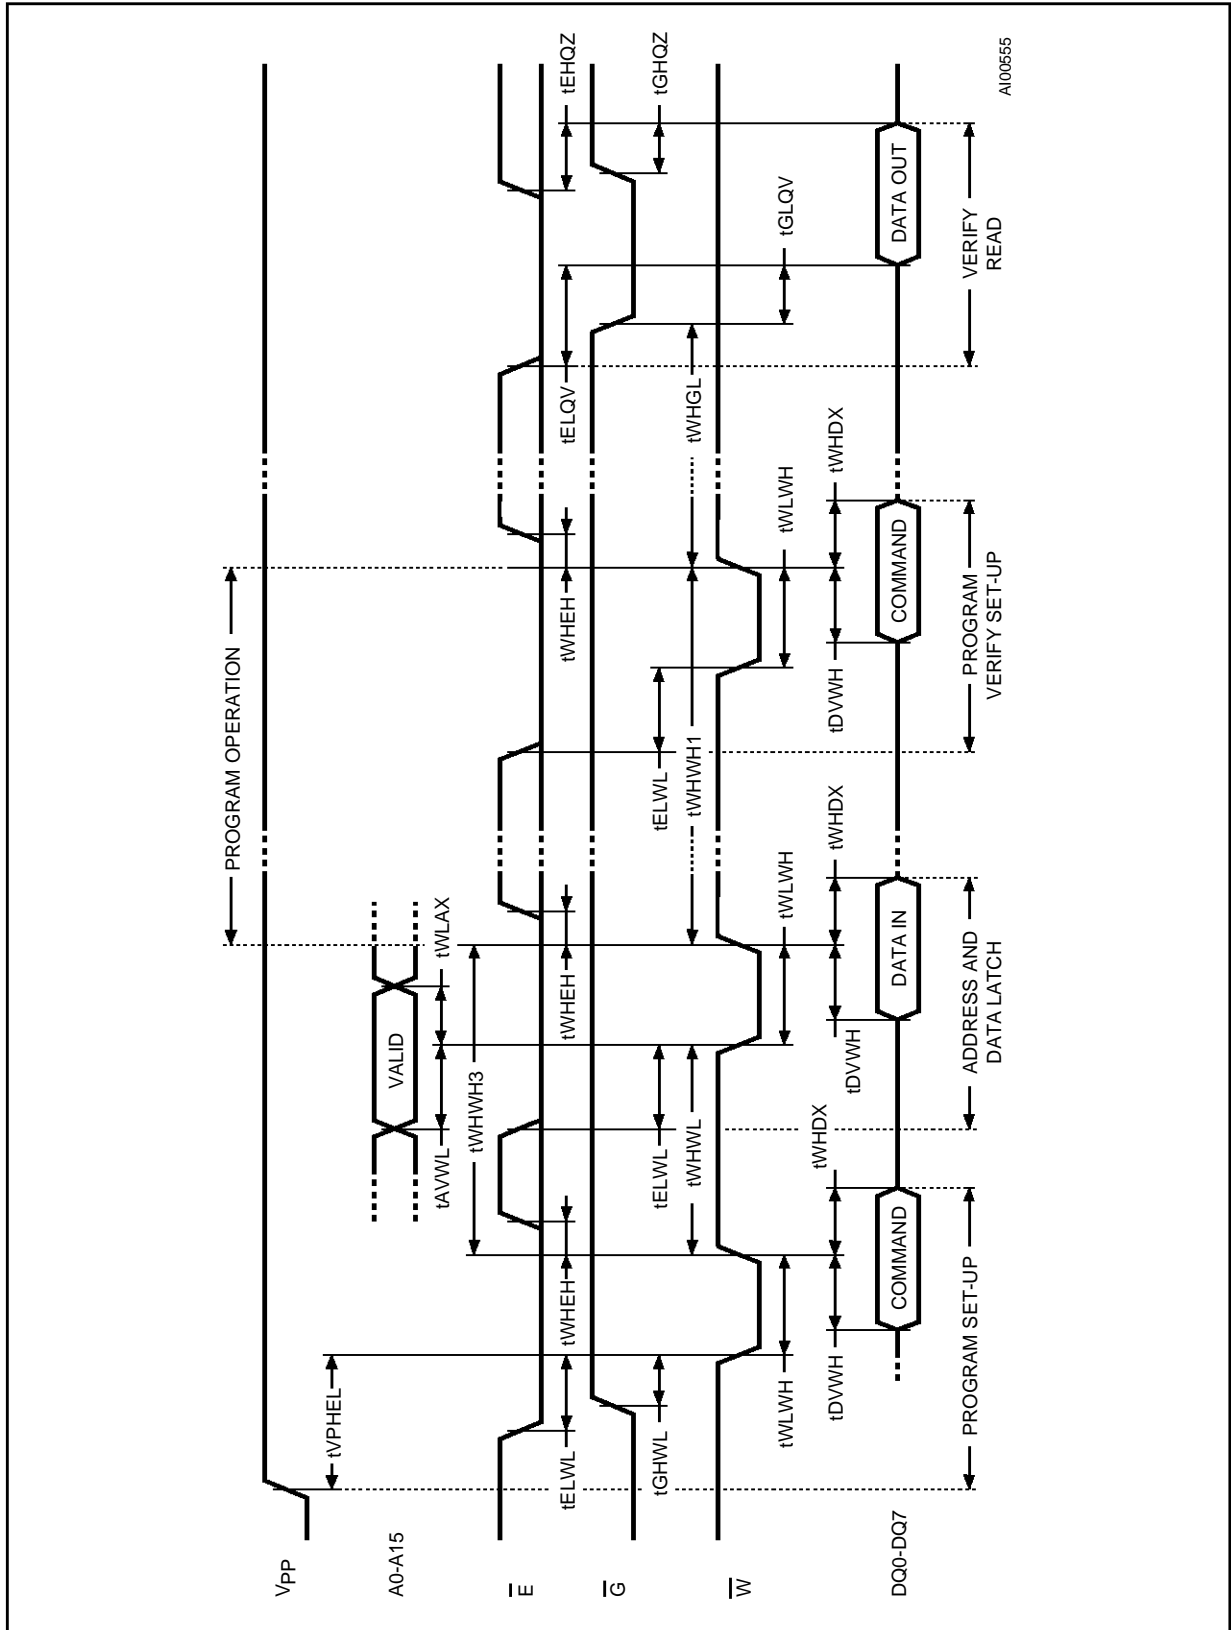 VPP
A0-A15
E
G
W
DQ0-DQ7
PROGRAM OPERATION
tVPHEL
VALID
tAVWL
tWLAX
tWHWH3
tELWL
tWHEH
tWHEH
tWHEH
tELQV
tEHQZ
tGHWL
tELWL
tELWL
tGHQZ
tWHWL
tWHWH1
tWHGL
tWLWH
tWLWH
tWLWH
tGLQV
tDVWH
tWHDX
tDVWH
tWHDX
tDVWH
tWHDX
COMMAND
DATA IN
COMMAND
DATA OUT
PROGRAM SET-UP
ADDRESS AND
DATA LATCH
PROGRAM
VERIFY SET-UP
VERIFY
READ
AI00555